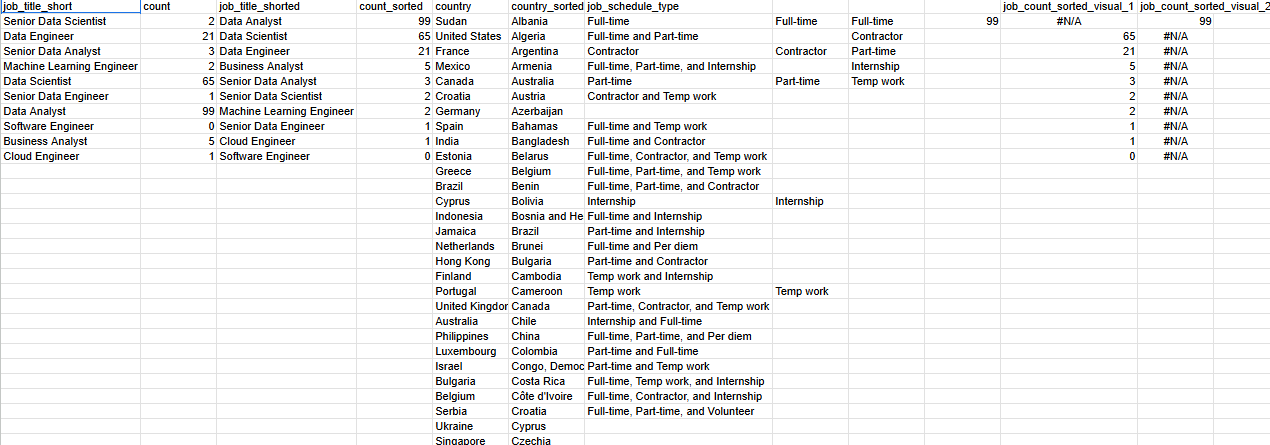 job_title_short count job_title_shorted count_sorted country country_sorted job_schedule_type job_count_sorted_visual_1 job_count_sorted_visual_2
Senior Data Scientist 2 Data Analyst 99 Sudan Albania Full-time Full-time Full-time 99 #N/A 99
Data Engineer 21 Data Scientist 65 United States Algeria Full-time and Part-time Contractor 65 #N/A
Senior Data Analyst 3 Data Engineer 21 France Argentina Contractor Contractor Part-time 21 #N/A
Machine Learning Engineer 2 Business Analyst 5 Mexico Armenia Full-time, Part-time, and Internship Internship 5 #N/A
Data Scientist 65 Senior Data Analyst 3 Canada Australia Part-time Part-time Temp work 3 #N/A
Senior Data Engineer 1 Senior Data Scientist 2 Croatia Austria Contractor and Temp work 2 #N/A
Data Analyst 99 Machine Learning Engineer 2 Germany Azerbaijan 2 #N/A
Software Engineer 0 Senior Data Engineer 1 Spain Bahamas Full-time and Temp work 1 #N/A
Business Analyst 5 Cloud Engineer 1 India Bangladesh Full-time and Contractor 1 #N/A
Cloud Engineer 1 Software Engineer 0 Estonia Belarus Full-time, Contractor, and Temp work 0 #N/A
Greece Belgium Full-time, Part-time, and Temp work
Brazil Benin Full-time, Part-time, and Contractor
Cyprus Bolivia Internship Internship
Indonesia Bosnia and He Full-time and Internship
Jamaica Brazil Part-time and Internship
Netherlands Brunei Full-time and Per diem
Hong Kong Bulgaria Part-time and Contractor
Finland Cambodia Temp work and Internship
Portugal Cameroon Temp work Temp work
United Kingdor Canada Part-time, Contractor, and Temp work
Australia Chile Internship and Full-time
Philippines China Full-time, Part-time, and Per diem
Luxembourg Colombia Part-time and Full-time
Israel Congo, Democ Part-time and Temp work
Bulgaria Costa Rica Full-time, Temp work, and Internship
Belgium Côte d'Ivoire Full-time, Contractor, and Internship
Serbia Croatia Full-time, Part-time, and Volunteer
Ukraine Cyprus
Singapore Czechia